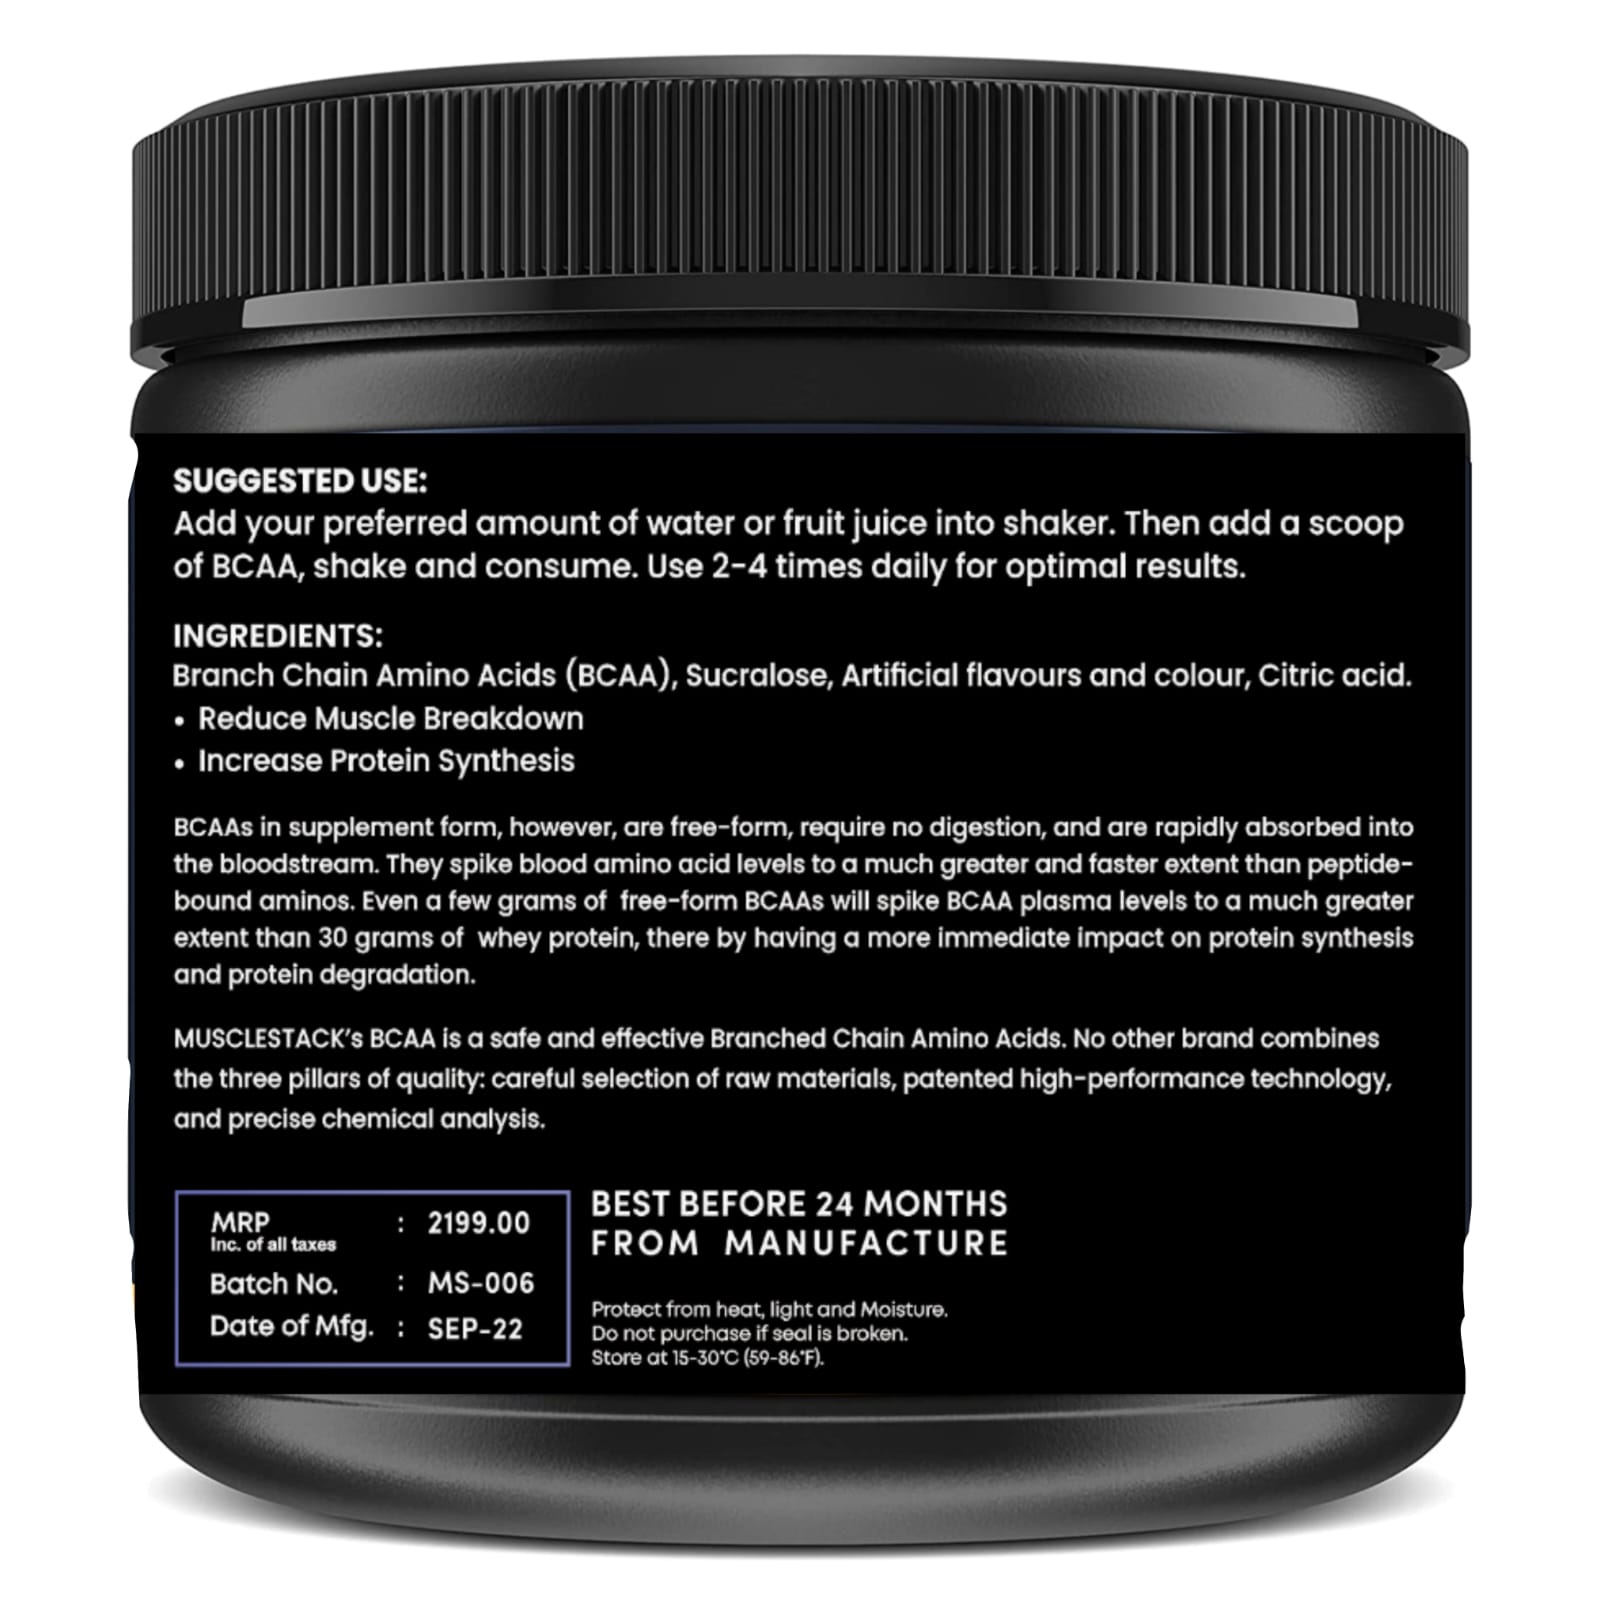 SUGGESTED USE:
Add your preferred amount of water or fruit juice into shaker. Then add a scoop
of BCAA, shake and consume. Use 2-4 times daily for optimal results.
INGREDIENTS:
Branch Chain Amino Acids (BCAA), Sucralose, Artificial flavours and colour, Citric acid.
• Reduce Muscle Breakdown
• Increase Protein Synthesis
BCAAs in supplement form, however, are free-form, require no digestion, and are rapidly absorbed into
the bloodstream. They spike blood amino acid levels to a much greater and faster extent than peptide-
bound aminos. Even a few grams of free-form BCAAs will spike BCAA plasma levels to a much greater
extent than 30 grams of whey protein, there by having a more immediate impact on protein synthesis
and protein degradation.
MUSCLESTACK's BCAA is a safe and effective Branched Chain Amino Acids. No other brand combines
the three pillars of quality: careful selection of raw materials, patented high-performance technology,
and precise chemical analysis.
MRP : 2199.00
Inc. of all taxes
Batch No. : MS-006
Date of Mfg. : SEP-22
BEST BEFORE 24 MONTHS
FROM MANUFACTURE
Protect from heat, light and Moisture.
Do not purchase if seal is broken.
Store at 15-30°C (59-86°F).